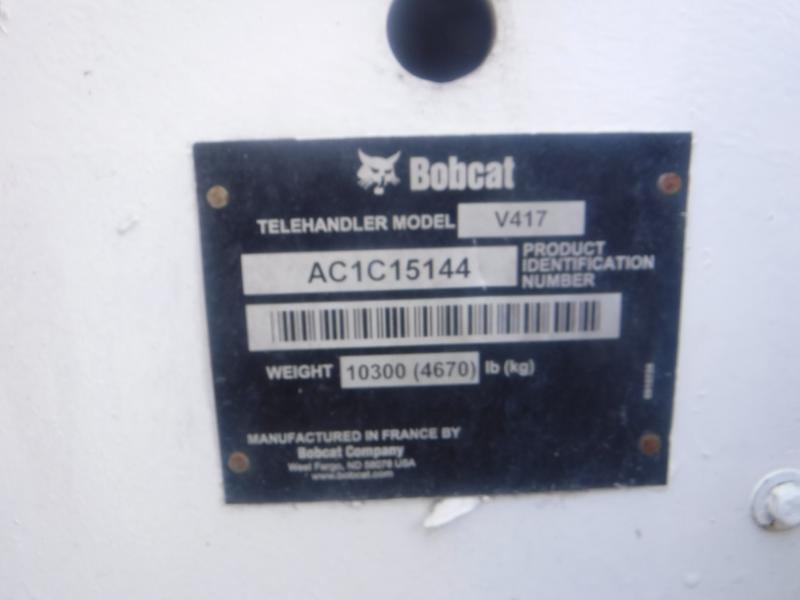 Bobcat
TELEHANDLER MODEL V417
AC1C15144 PRODUCT IDENTIFICATION NUMBER
WEIGHT 10300 (4670) lb (kg)
MANUFACTURED IN FRANCE BY
Bobcat Company
West Fargo, ND 58078 USA
www.bobcat.com